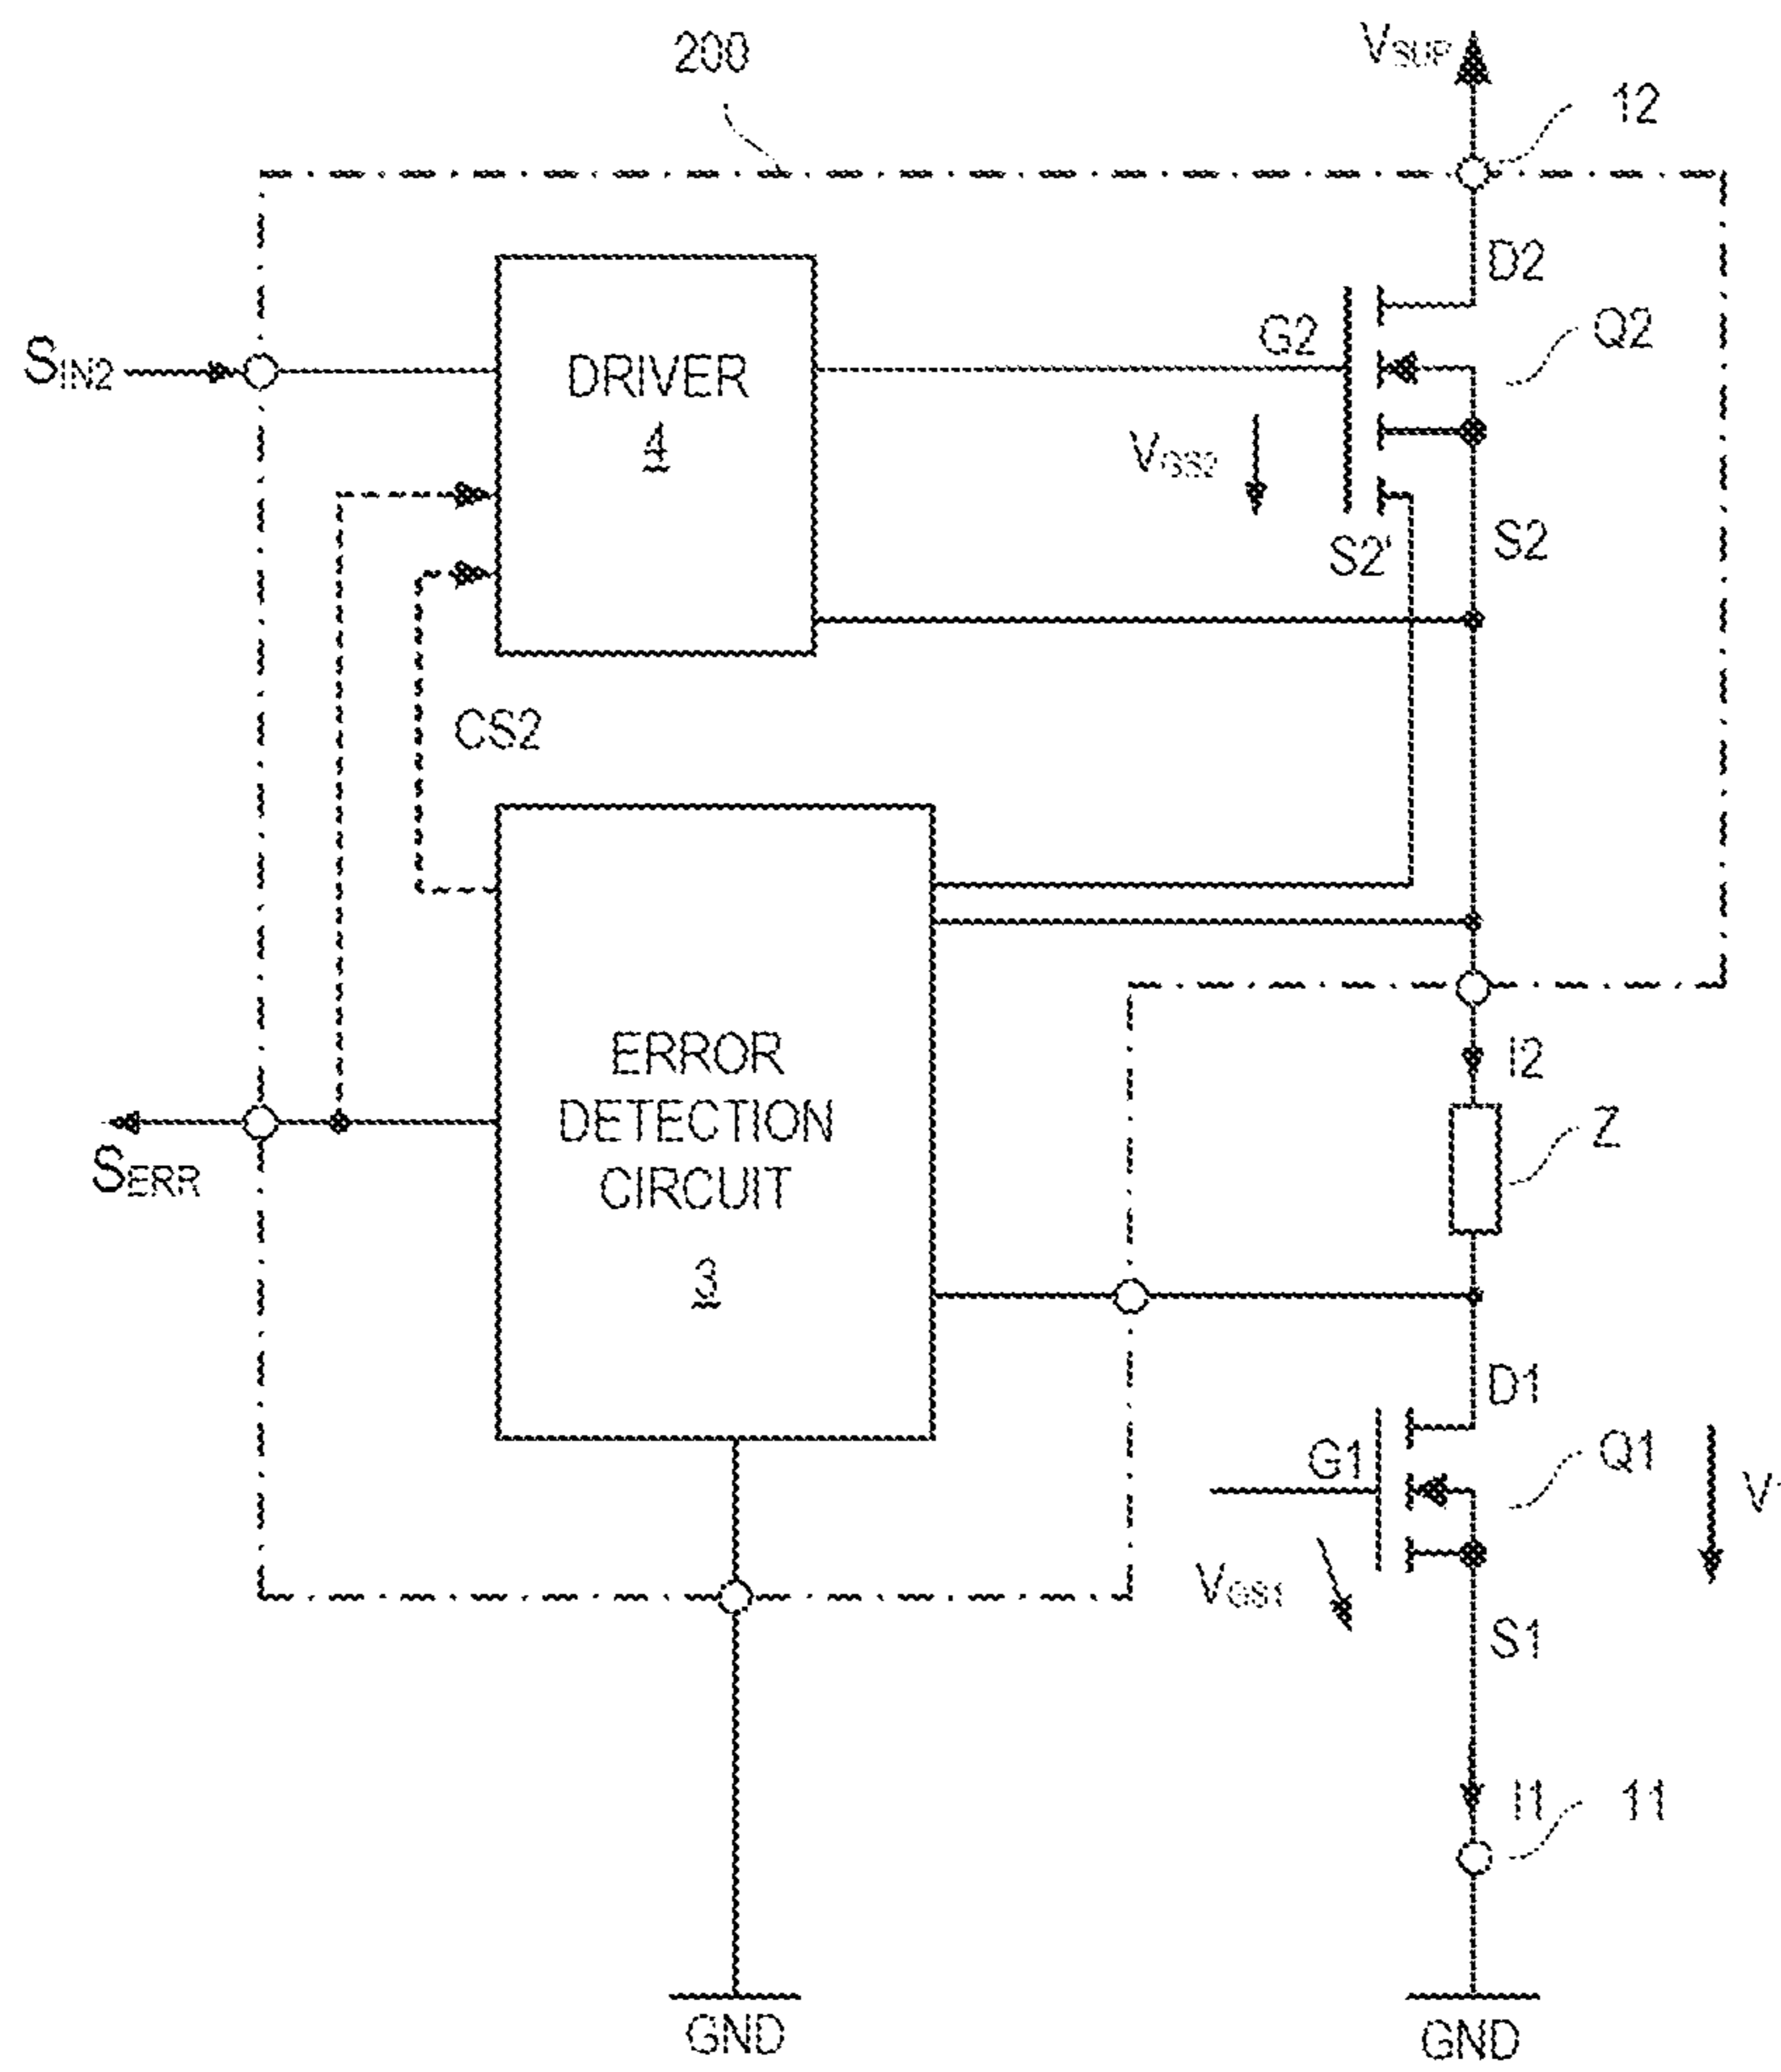 200
VSUP
12
D2
SIN2
DRIVER
4
G2
Q2
VGS2
S2'
S2
CS2
ERROR
DETECTION
CIRCUIT
3
I2
Z
SERR
D1
G1
Q1
VGS1
S1
I1
11
GND
GND